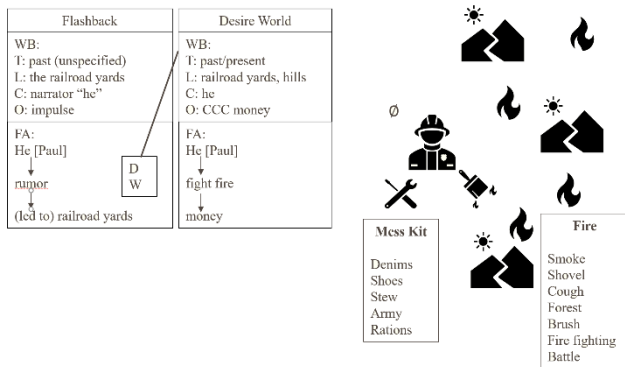 Flashback
WB:
T: past (unspecified)
L: the railroad yards
C: narrator “he”
O: impulse
FA:
He [Paul]
rumor
(led to) railroad yards
D
W
Desire World
WB:
T: past/present
L: railroad yards, hills
C: he
O: CCC money
FA:
He [Paul]
fight fire
money
Ø
Mess Kit
Denims
Shoes
Stew
Army
Rations
Fire
Smoke
Shovel
Cough
Forest
Brush
Fire fighting
Battle